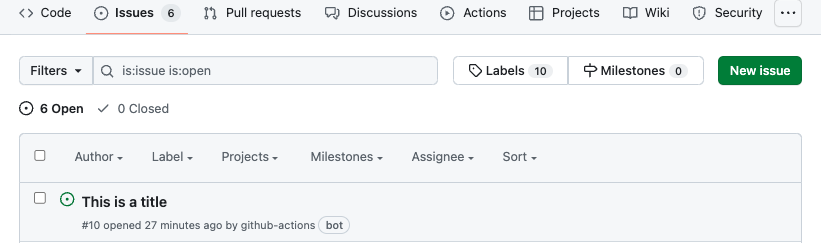 Code Issues 6 Pull requests Discussions Actions Projects Wiki Security ...
Filters is:issue is:open Labels 10 Milestones 0 New issue
6 Open 0 Closed
Author Label Projects Milestones Assignee Sort
This is a title
#10 opened 27 minutes ago by github-actions bot